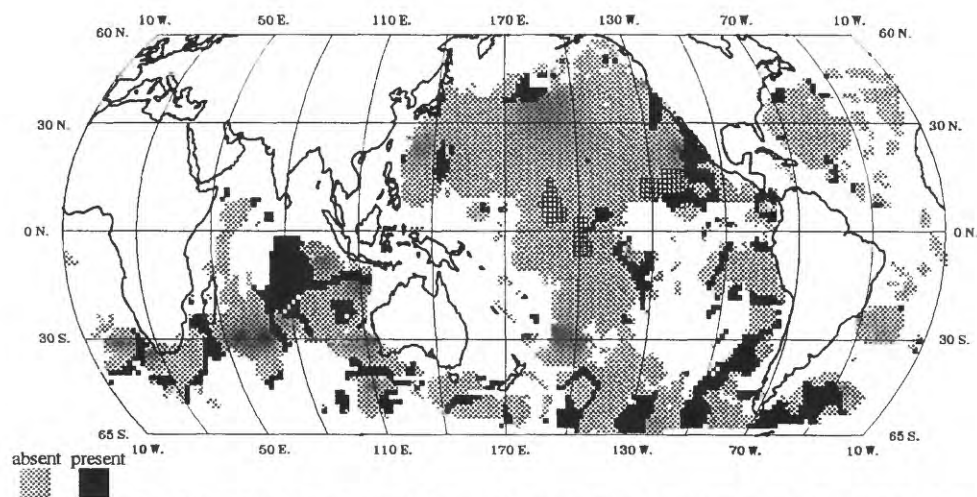 10 W. 50 E. 110 E. 170 E. 130 W. 70 W. 10 W.
60 N. 60 N.
30 N. 30 N.
0 N. 0 N.
30 S. 30 S.
65 S. 65 S.
10 W. 50 E. 110 E. 170 E. 130 W. 70 W. 10 W.
absent present